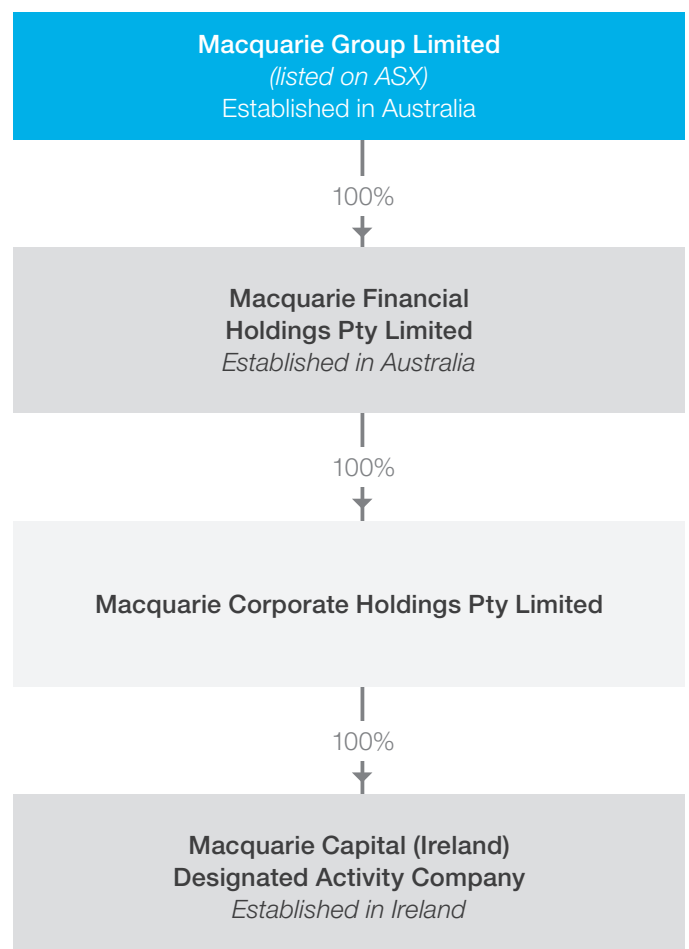 Macquarie Group Limited
(listed on ASX)
Established in Australia
100%
Macquarie Financial
Holdings Pty Limited
Established in Australia
100%
Macquarie Corporate Holdings Pty Limited
100%
Macquarie Capital (Ireland)
Designated Activity Company
Established in Ireland